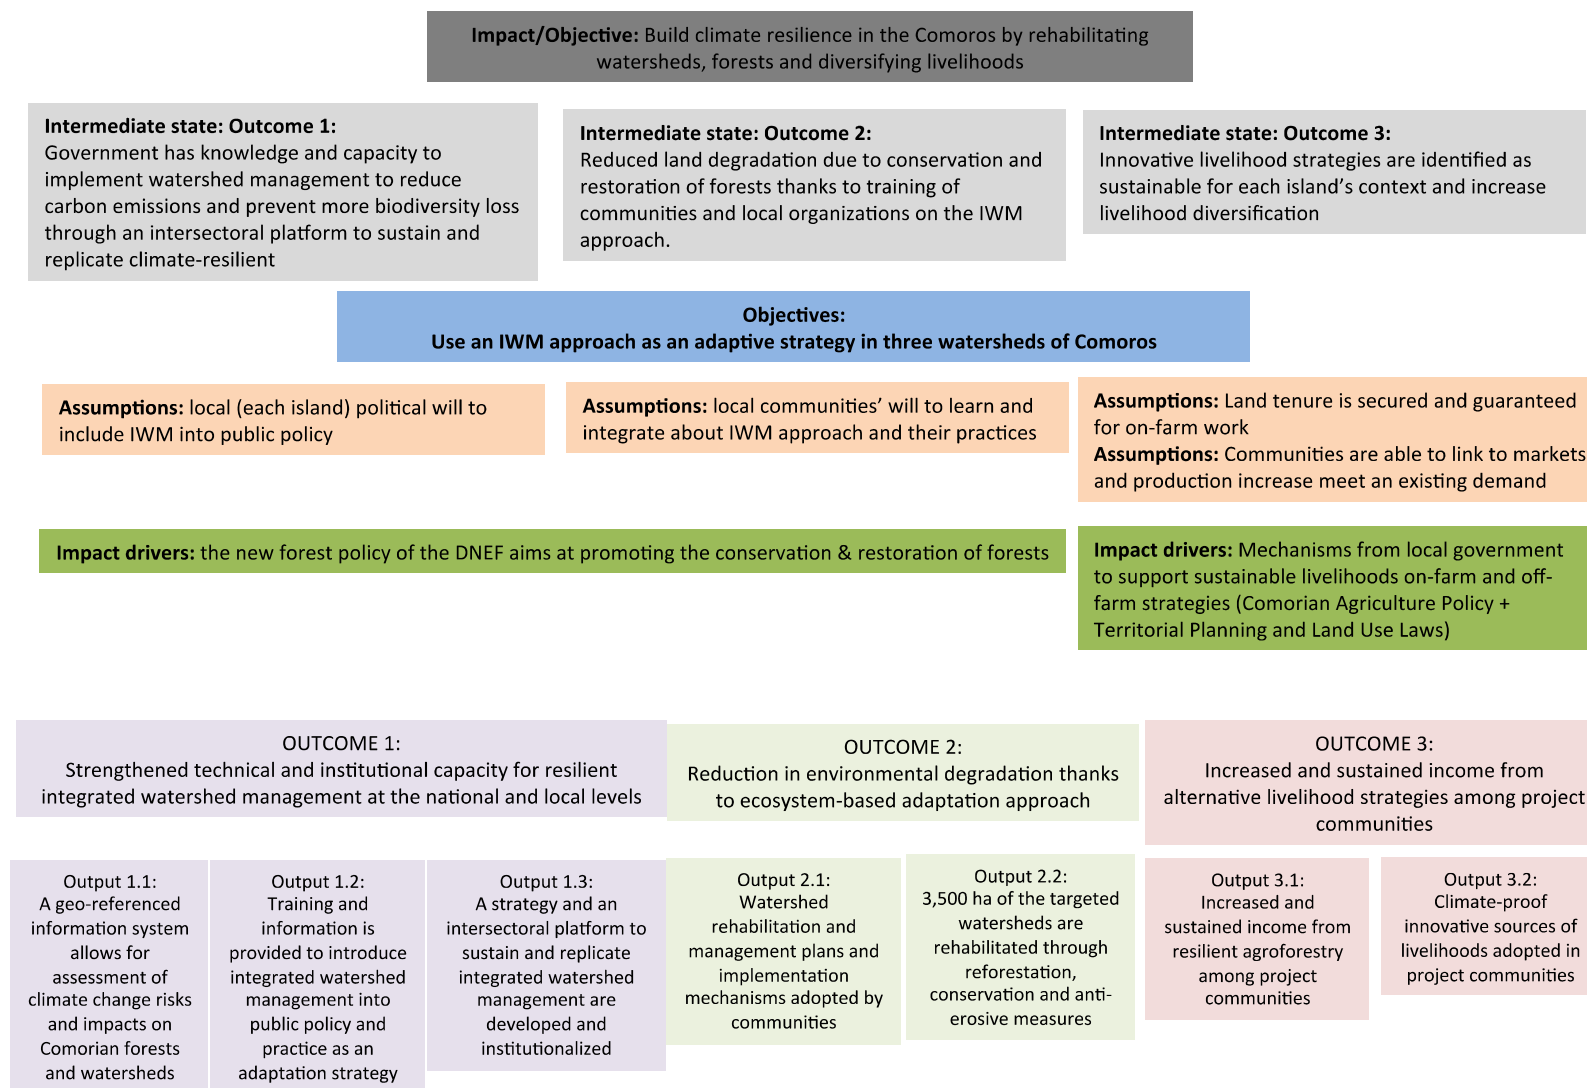 Impact/Objective: Build climate resilience in the Comoros by rehabilitating
watersheds, forests and diversifying livelihoods
Intermediate state: Outcome 1:
Government has knowledge and capacity to
implement watershed management to reduce
carbon emissions and prevent more biodiversity loss
through an intersectoral platform to sustain and
replicate climate-resilient
Intermediate state: Outcome 2:
Reduced land degradation due to conservation and
restoration of forests thanks to training of
communities and local organizations on the IWM
approach.
Intermediate state: Outcome 3:
Innovative livelihood strategies are identified as
sustainable for each island’s context and increase
livelihood diversification
Objectives:
Use an IWM approach as an adaptive strategy in three watersheds of Comoros
Assumptions: local (each island) political will to
include IWM into public policy
Assumptions: local communities’ will to learn and
integrate about IWM approach and their practices
Assumptions: Land tenure is secured and guaranteed
for on-farm work
Assumptions: Communities are able to link to markets
and production increase meet an existing demand
Impact drivers: the new forest policy of the DNEF aims at promoting the conservation & restoration of forests
Impact drivers: Mechanisms from local government
to support sustainable livelihoods on-farm and off-
farm strategies (Comorian Agriculture Policy +
Territorial Planning and Land Use Laws)
OUTCOME 1:
Strengthened technical and institutional capacity for resilient
integrated watershed management at the national and local levels
OUTCOME 2:
Reduction in environmental degradation thanks
to ecosystem-based adaptation approach
OUTCOME 3:
Increased and sustained income from
alternative livelihood strategies among project
communities
Output 1.1:
A geo-referenced
information system
allows for
assessment of
climate change risks
and impacts on
Comorian forests
and watersheds
Output 1.2:
Training and
information is
provided to introduce
integrated watershed
management into
public policy and
practice as an
adaptation strategy
Output 1.3:
A strategy and an
intersectoral platform to
sustain and replicate
integrated watershed
management are
developed and
institutionalized
Output 2.1:
Watershed
rehabilitation and
management plans and
implementation
mechanisms adopted by
communities
Output 2.2:
3,500 ha of the targeted
watersheds are
rehabilitated through
reforestation,
conservation and anti-
erosive measures
Output 3.1:
Increased and
sustained income from
resilient agroforestry
among project
communities
Output 3.2:
Climate-proof
innovative sources of
livelihoods adopted in
project communities